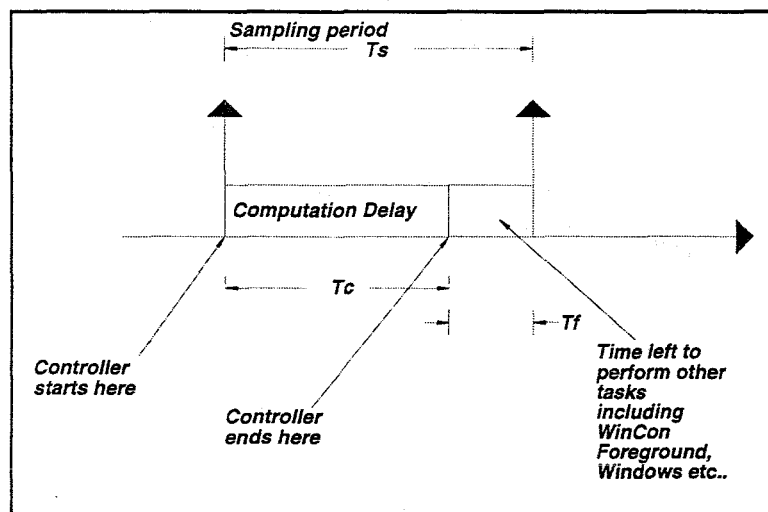 Sampling period
Ts
Computation Delay
Tc
Tf
Controller
starts here
Controller
ends here
Time left to
perform other
tasks
including
WinCon
Foreground,
Windows etc..